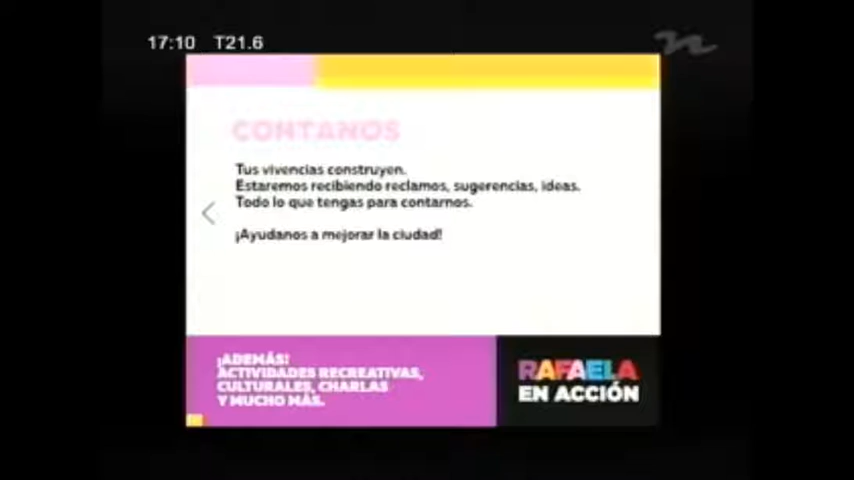 17:10 T21.6
CONTANOS
Tus vivencias construyen.
Estaremos recibiendo reclamos, sugerencias, ideas.
Todo lo que tengas para contarnos.
¡Ayudanos a mejorar la ciudad!
¡ADEMÁS!
ACTIVIDADES RECREATIVAS,
CULTURALES, CHARLAS
Y MUCHO MÁS.
RAFAELA
EN ACCIÓN